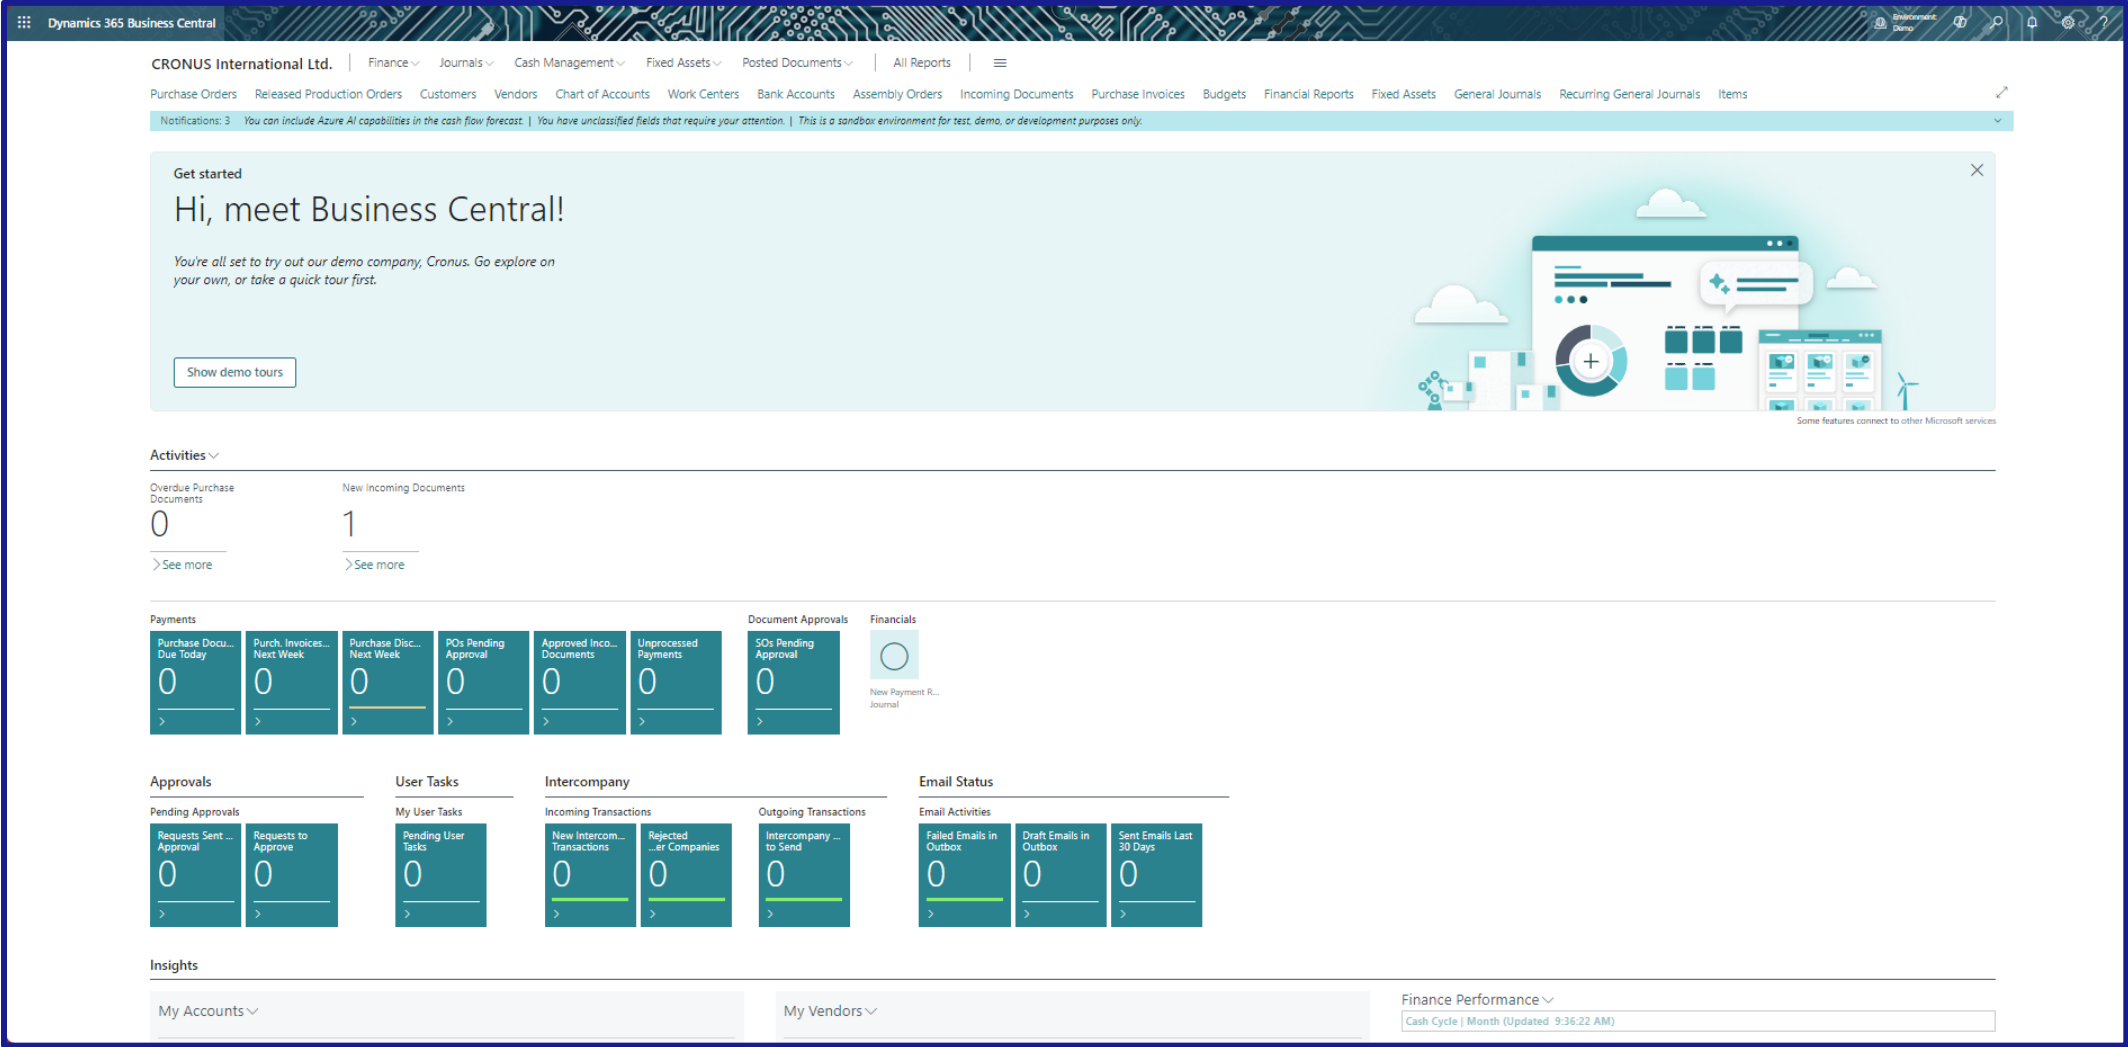 Dynamics 365 Business Central
Environment:
Demo
CRONUS International Ltd.
Finance
Journals
Cash Management
Fixed Assets
Posted Documents
All Reports
Purchase Orders
Released Production Orders
Customers
Vendors
Chart of Accounts
Work Centers
Bank Accounts
Assembly Orders
Incoming Documents
Purchase Invoices
Budgets
Financial Reports
Fixed Assets
General Journals
Recurring General Journals
Items
Notifications: 3 You can include Azure AI capabilities in the cash flow forecast. | You have unclassified fields that require your attention. | This is a sandbox environment for test, demo, or development purposes only.
Get started
Hi, meet Business Central!
You're all set to try out our demo company, Cronus. Go explore on
your own, or take a quick tour first.
Show demo tours
Some features connect to other Microsoft services
Activities
Overdue Purchase
Documents
0
See more
New Incoming Documents
1
See more
Payments
Purchase Docu...
Due Today
0
Purch. Invoices...
Next Week
0
Purchase Disc...
Next Week
0
POs Pending
Approval
0
Approved Inco...
Documents
0
Unprocessed
Payments
0
Document Approvals
SOs Pending
Approval
0
Financials
New Payment R...
Journal
Approvals
Pending Approvals
Requests Sent ...
Approval
0
Requests to
Approve
0
User Tasks
My User Tasks
Pending User
Tasks
0
Intercompany
Incoming Transactions
New Intercom...
Transactions
0
Rejected
...er Companies
0
Outgoing Transactions
Intercompany ...
to Send
0
Email Status
Email Activities
Failed Emails in
Outbox
0
Draft Emails in
Outbox
0
Sent Emails Last
30 Days
0
Insights
My Accounts
My Vendors
Finance Performance
Cash Cycle | Month (Updated 9:36:22 AM)